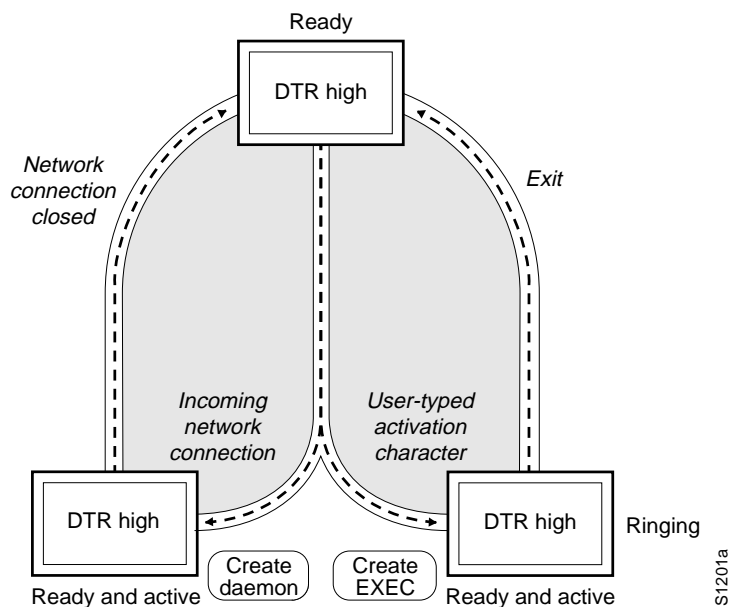 Ready
DTR high
Network
connection
closed
Exit
Incoming
network
connection
User-typed
activation
character
DTR high
DTR high
Ringing
Create
daemon
Create
EXEC
Ready and active
Ready and active
S1201a